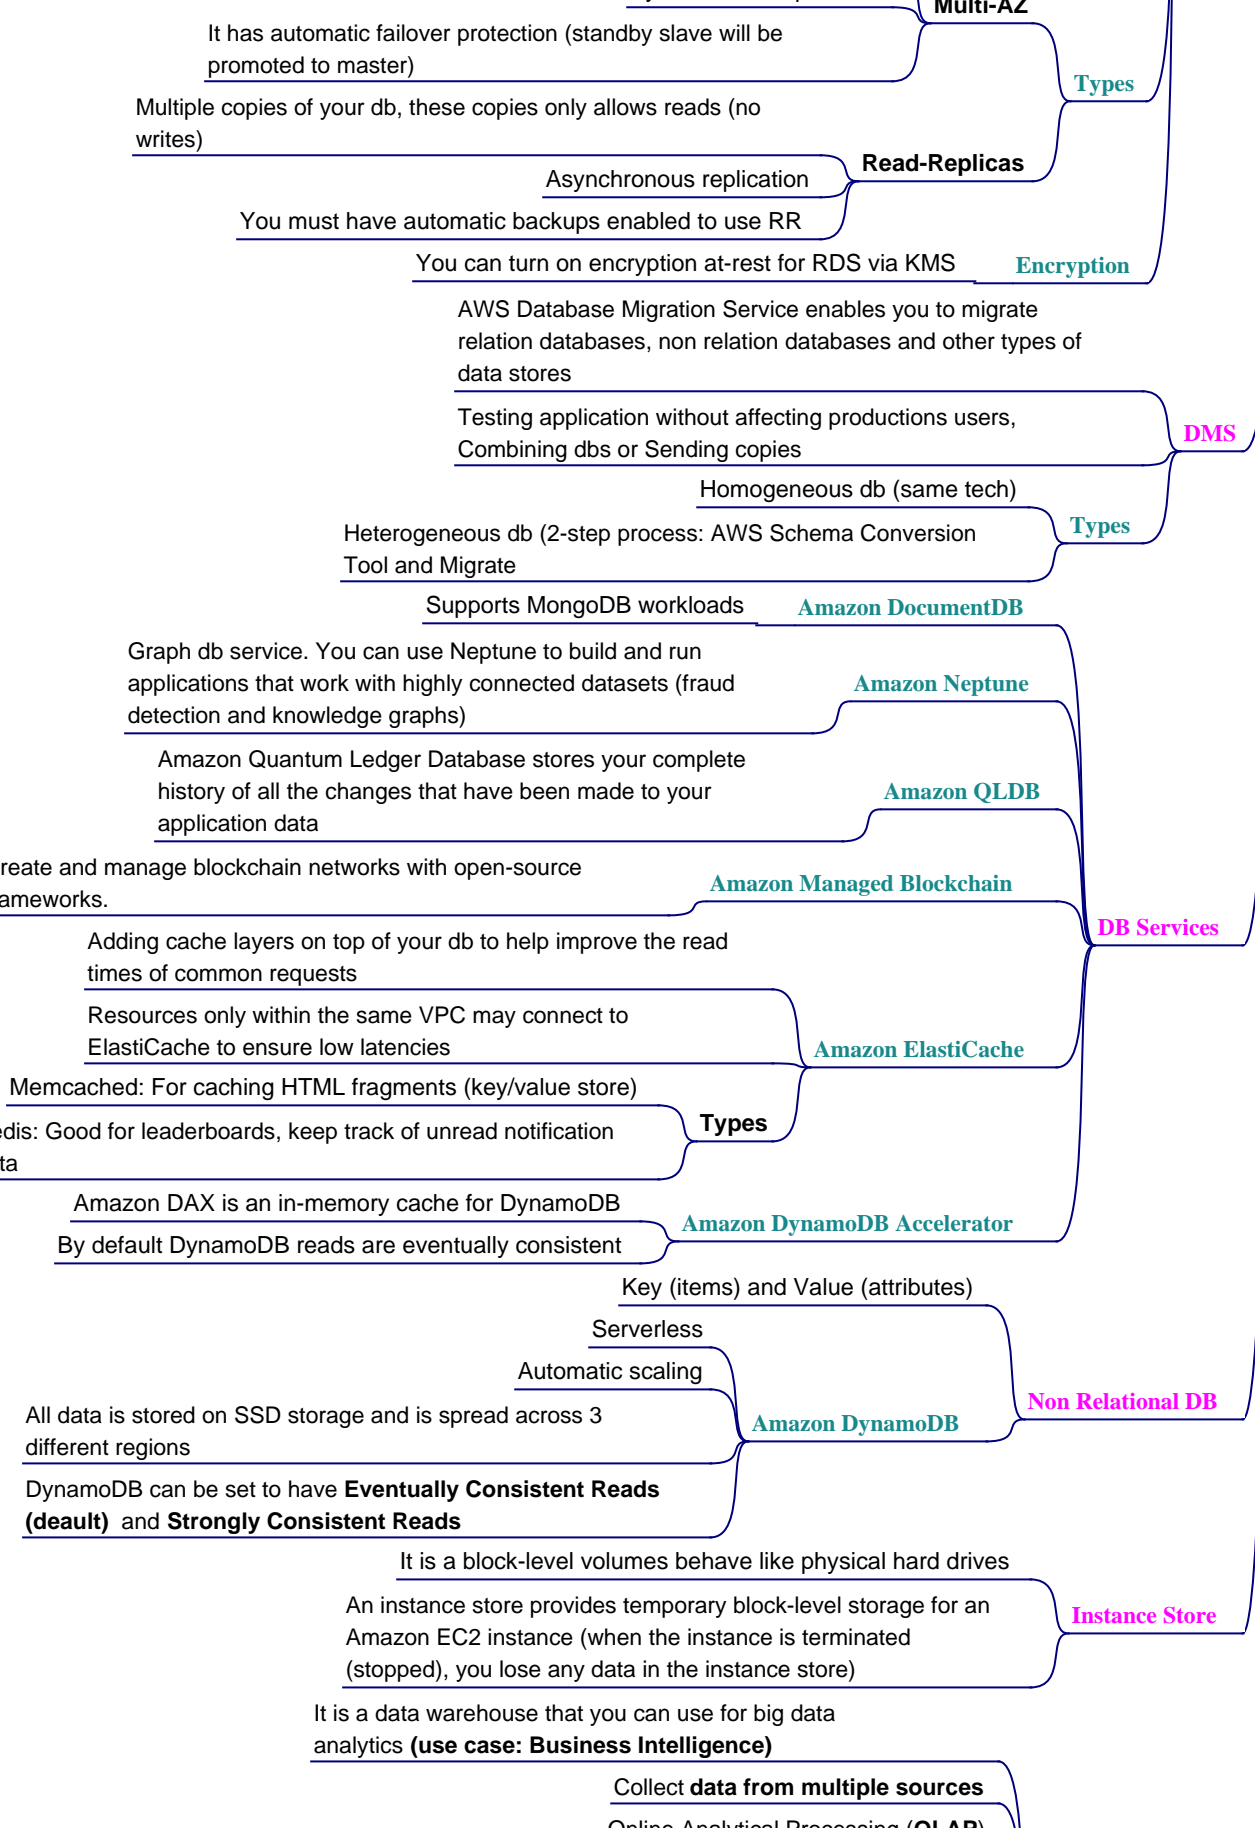 Multi-AZ
It has automatic failover protection (standby slave will be
promoted to master)
Types
Multiple copies of your db, these copies only allows reads (no
writes)
Read-Replicas
Asynchronous replication
You must have automatic backups enabled to use RR
You can turn on encryption at-rest for RDS via KMS
Encryption
AWS Database Migration Service enables you to migrate
relation databases, non relation databases and other types of
data stores
Testing application without affecting productions users,
Combining dbs or Sending copies
DMS
Homogeneous db (same tech)
Types
Heterogeneous db (2-step process: AWS Schema Conversion
Tool and Migrate
Supports MongoDB workloads
Amazon DocumentDB
Graph db service. You can use Neptune to build and run
applications that work with highly connected datasets (fraud
detection and knowledge graphs)
Amazon Neptune
Amazon Quantum Ledger Database stores your complete
history of all the changes that have been made to your
application data
Amazon QLDB
reate and manage blockchain networks with open-source
ameworks.
Amazon Managed Blockchain
DB Services
Adding cache layers on top of your db to help improve the read
times of common requests
Resources only within the same VPC may connect to
ElastiCache to ensure low latencies
Amazon ElastiCache
Memcached: For caching HTML fragments (key/value store)
Types
edis: Good for leaderboards, keep track of unread notification
ta
Amazon DAX is an in-memory cache for DynamoDB
Amazon DynamoDB Accelerator
By default DynamoDB reads are eventually consistent
Key (items) and Value (attributes)
Serverless
Automatic scaling
Non Relational DB
All data is stored on SSD storage and is spread across 3
different regions
Amazon DynamoDB
DynamoDB can be set to have Eventually Consistent Reads
(deault) and Strongly Consistent Reads
It is a block-level volumes behave like physical hard drives
An instance store provides temporary block-level storage for an
Amazon EC2 instance (when the instance is terminated
(stopped), you lose any data in the instance store)
Instance Store
It is a data warehouse that you can use for big data
analytics (use case: Business Intelligence)
Collect data from multiple sources
Online Analytical Processing (OLAP)